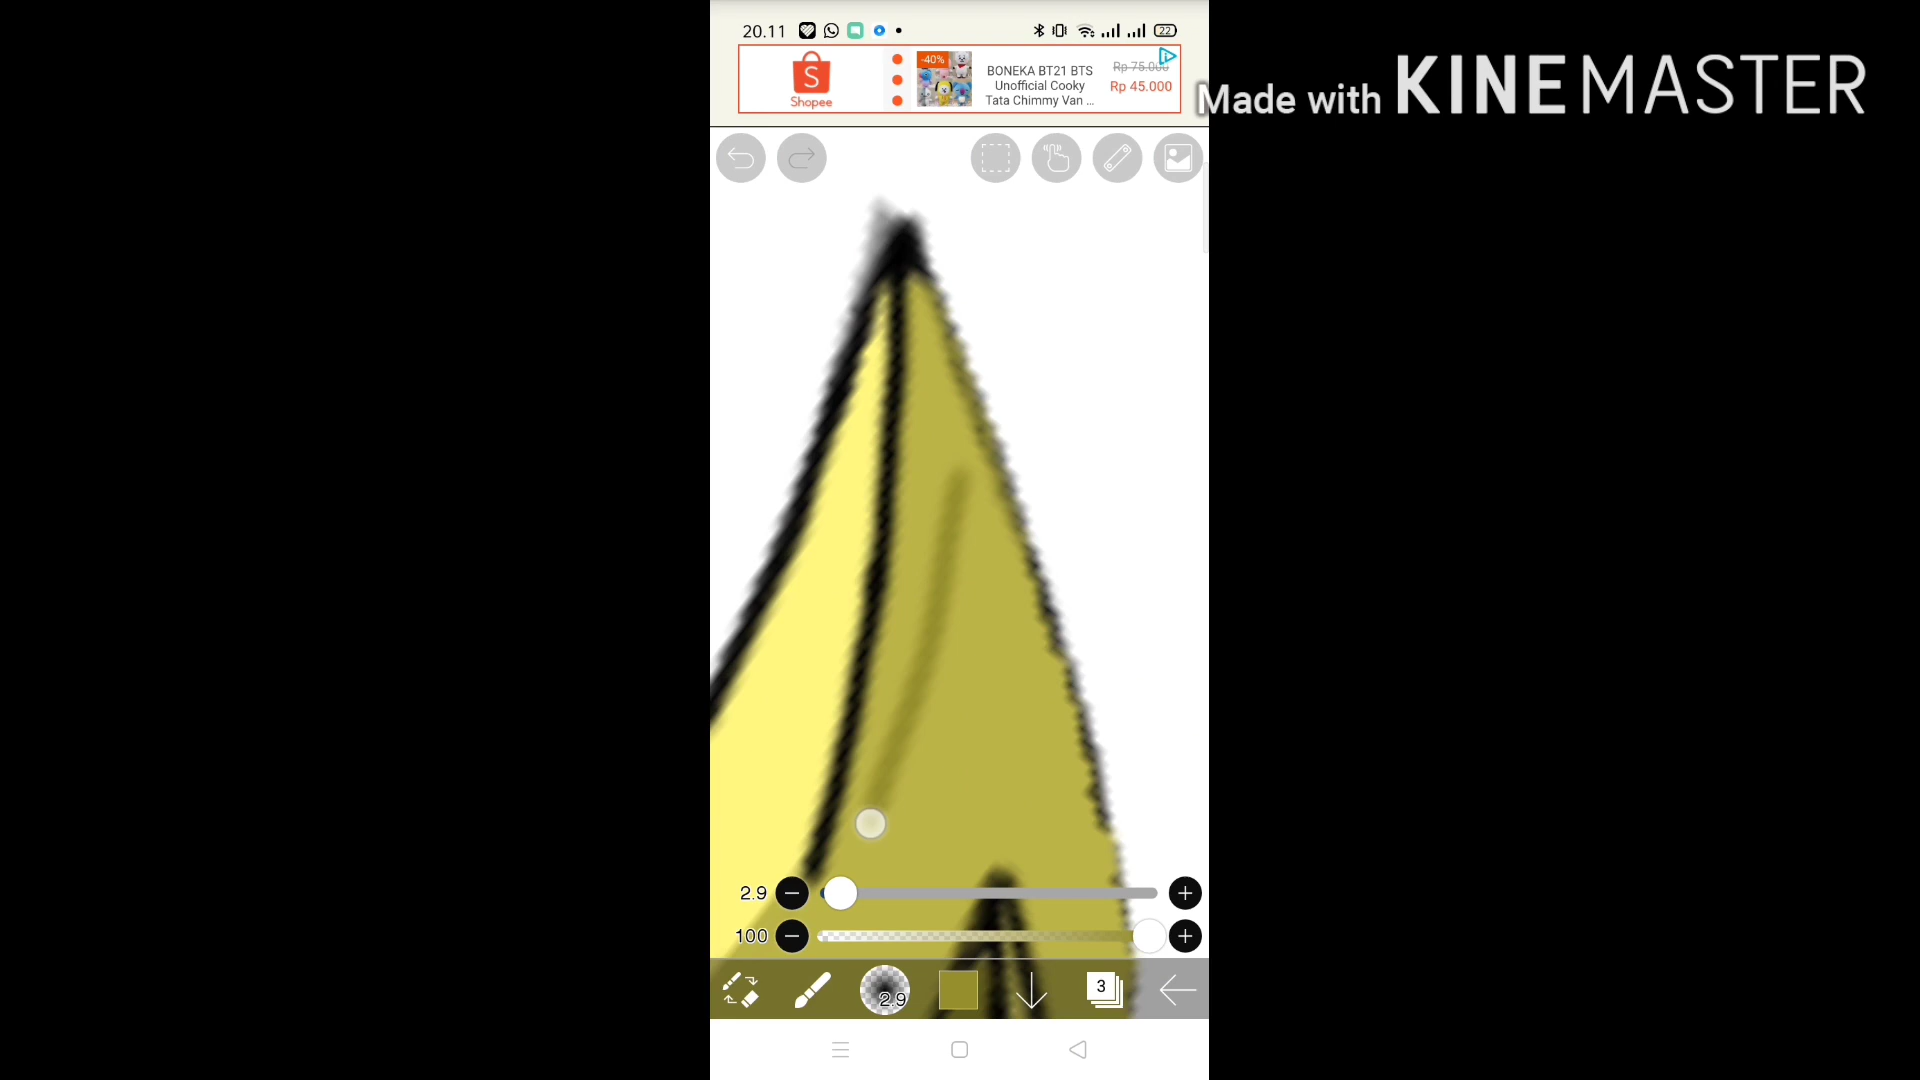 20.11
22
Made with KINEMASTER
S
Shopee
-40%
BONEKA BT21 BTS
Unofficial Cooky
Tata Chimmy Van ...
Rp 75.000
Rp 45.000
2.9
100
2.9
3